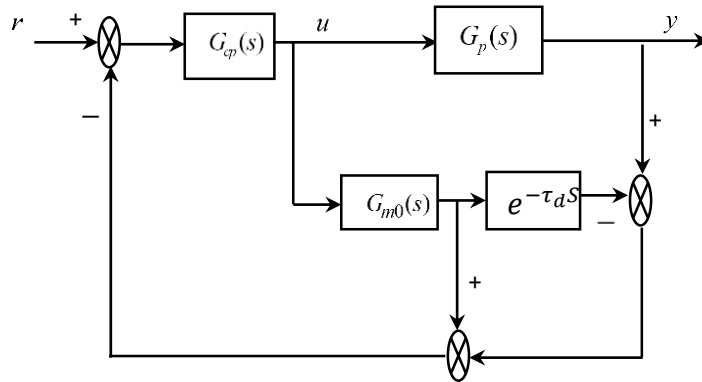 r + G_cp(s) u G_p(s) y
−
+
G_m0(s) e^{−τ_d s} −
+